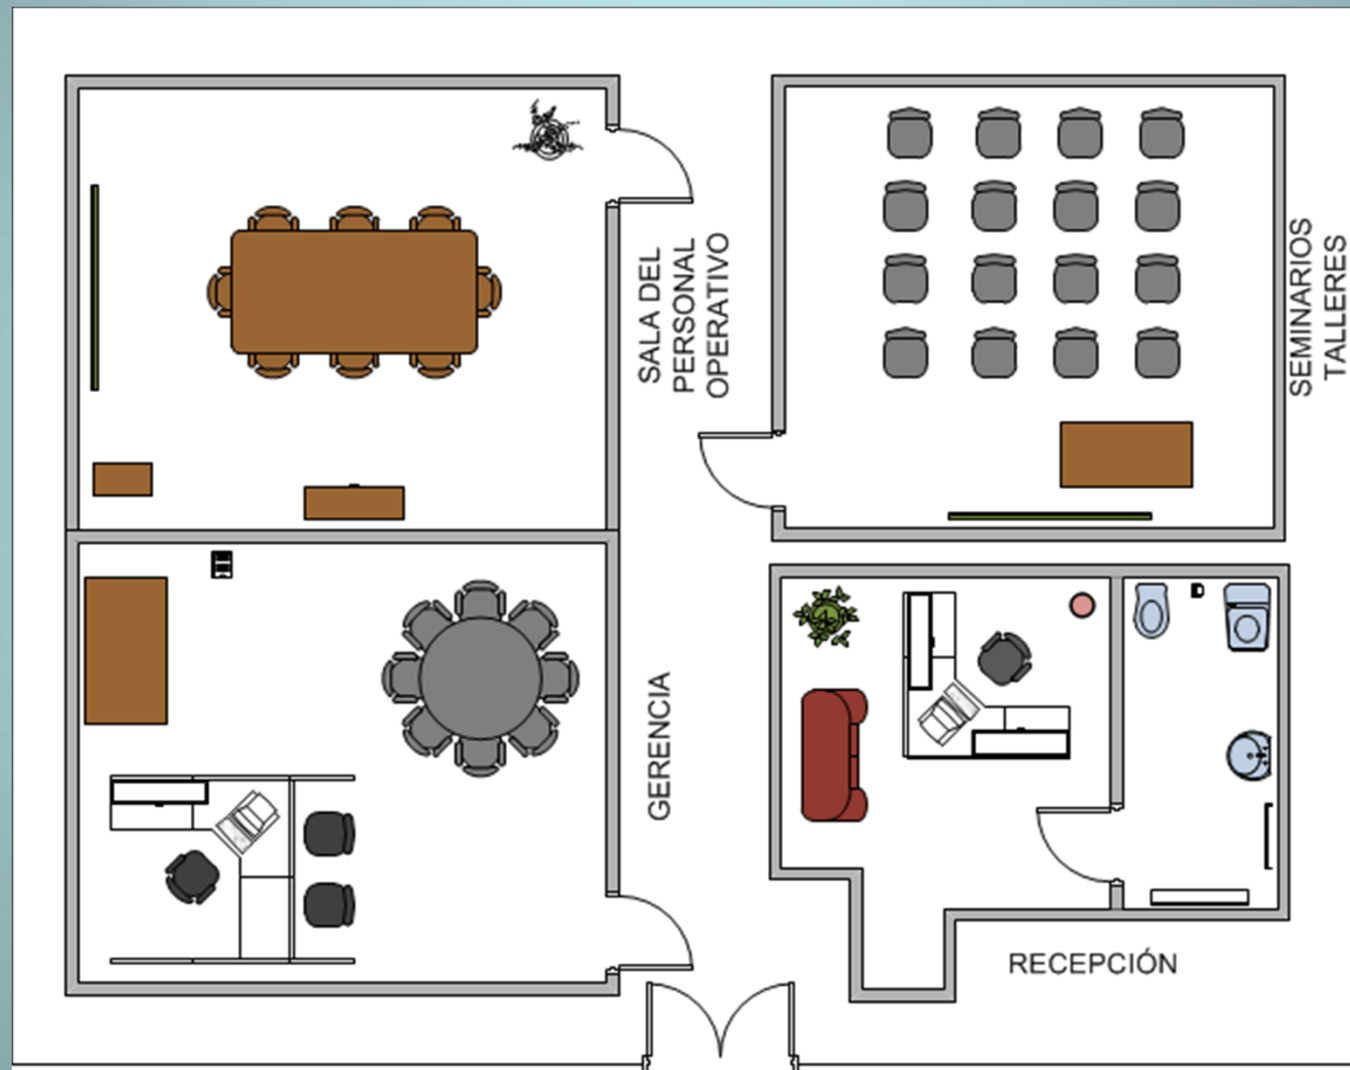 SALA DEL
PERSONAL
OPERATIVO
SEMINARIOS
TALLERES
GERENCIA
RECEPCIÓN